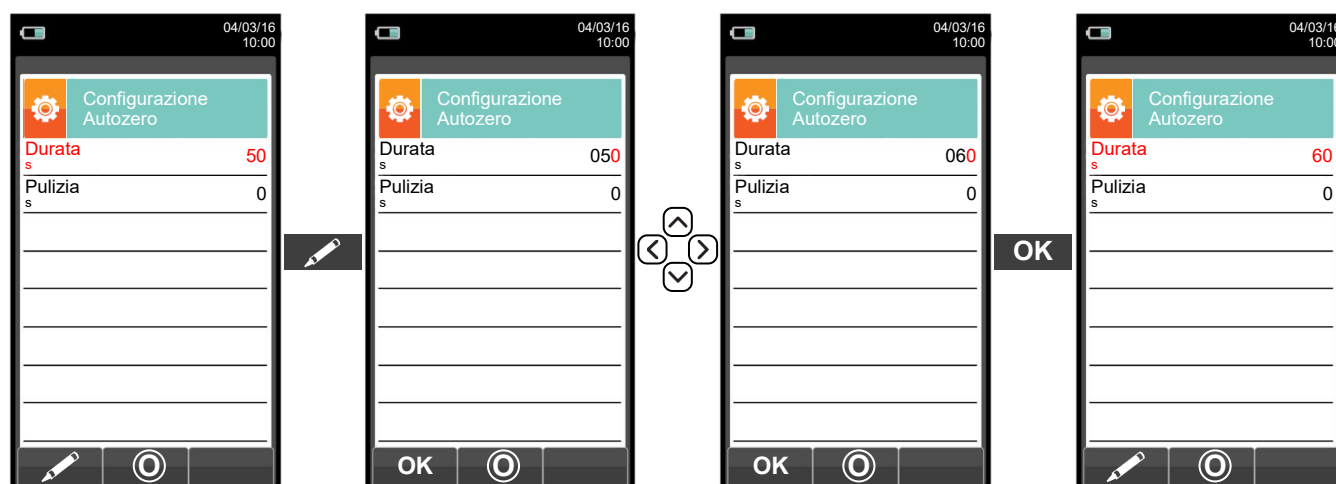 04/03/16
10:00
Configurazione
Autozero
Durata
s
50
Pulizia
s
0
O
04/03/16
10:00
Configurazione
Autozero
Durata
s
050
Pulizia
s
0
OK
O
04/03/16
10:00
Configurazione
Autozero
Durata
s
060
Pulizia
s
0
OK
O
OK
04/03/16
10:00
Configurazione
Autozero
Durata
s
60
Pulizia
s
0
O